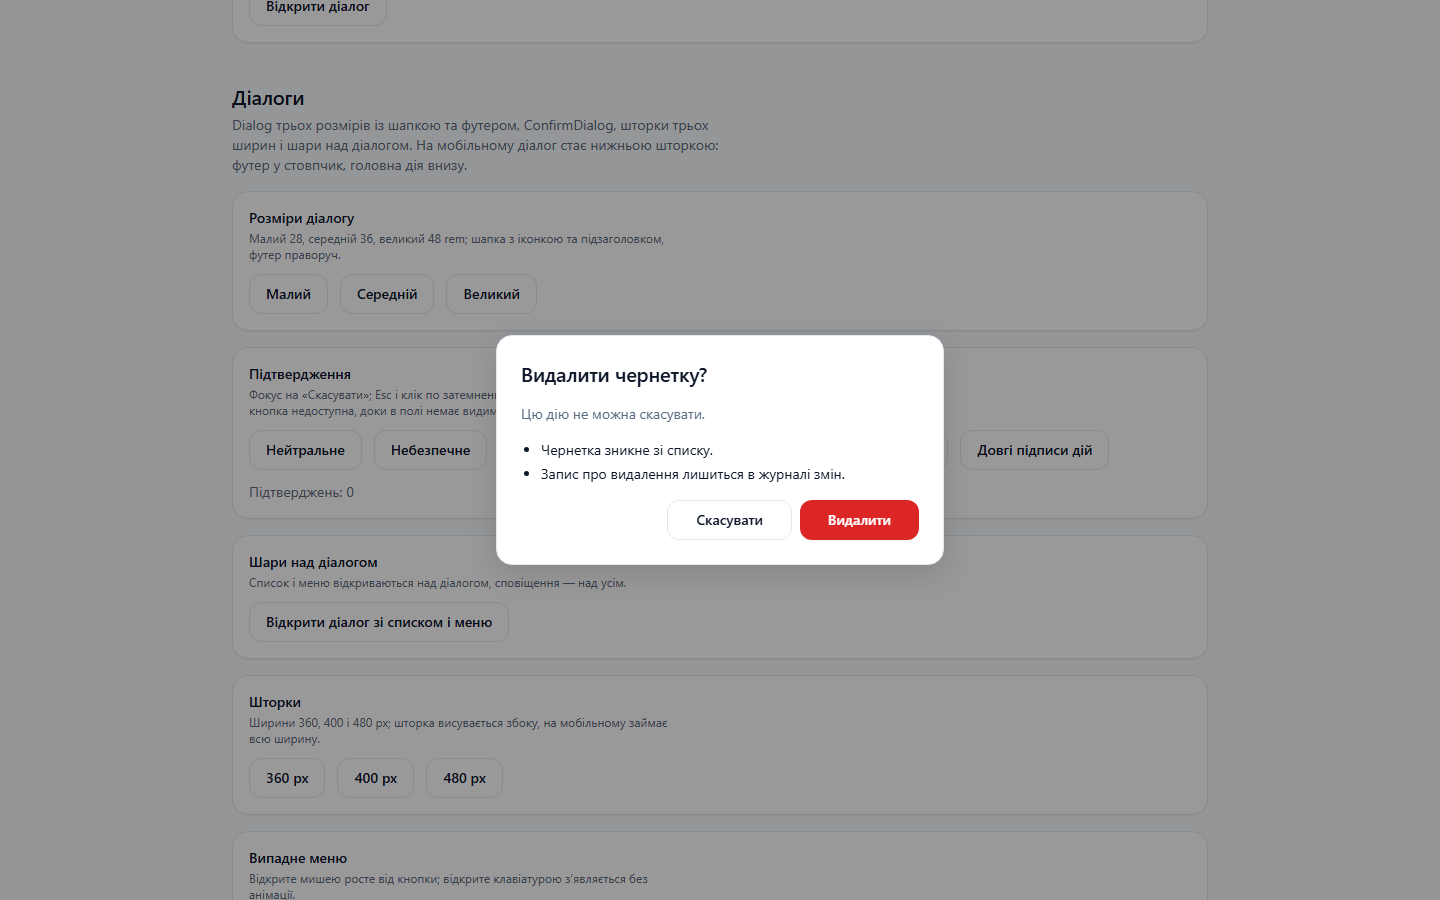 Відкрити діалог
Діалоги
Dialog трьох розмірів із шапкою та футером, ConfirmDialog, шторки трьох
ширин і шари над діалогом. На мобільному діалог стає нижньою шторкою:
футер у стовпчик, головна дія внизу.
Розміри діалогу
Малий 28, середній 36, великий 48 rem; шапка з іконкою та підзаголовком,
футер праворуч.
Малий
Середній
Великий
Підтвердження
Фокус на «Скасувати»; Esc і клік по
кнопка недоступна, доки в полі немає
Нейтральне
Небезпечне
Довгі підписи дій
Підтверджень: 0
Видалити чернетку?
Цю дію не можна скасувати.
• Чернетка зникне зі списку.
• Запис про видалення лишиться в журналі змін.
Скасувати
Видалити
Шари над діалогом
Список і меню відкриваються над діалогом, сповіщення — над усім.
Відкрити діалог зі списком і меню
Шторки
Ширини 360, 400 і 480 px; шторка висувається збоку, на мобільному займає
всю ширину.
360 px
400 px
480 px
Випадне меню
Відкрите мишею росте від кнопки; відкрите клавіатурою з'являється без
анімації.